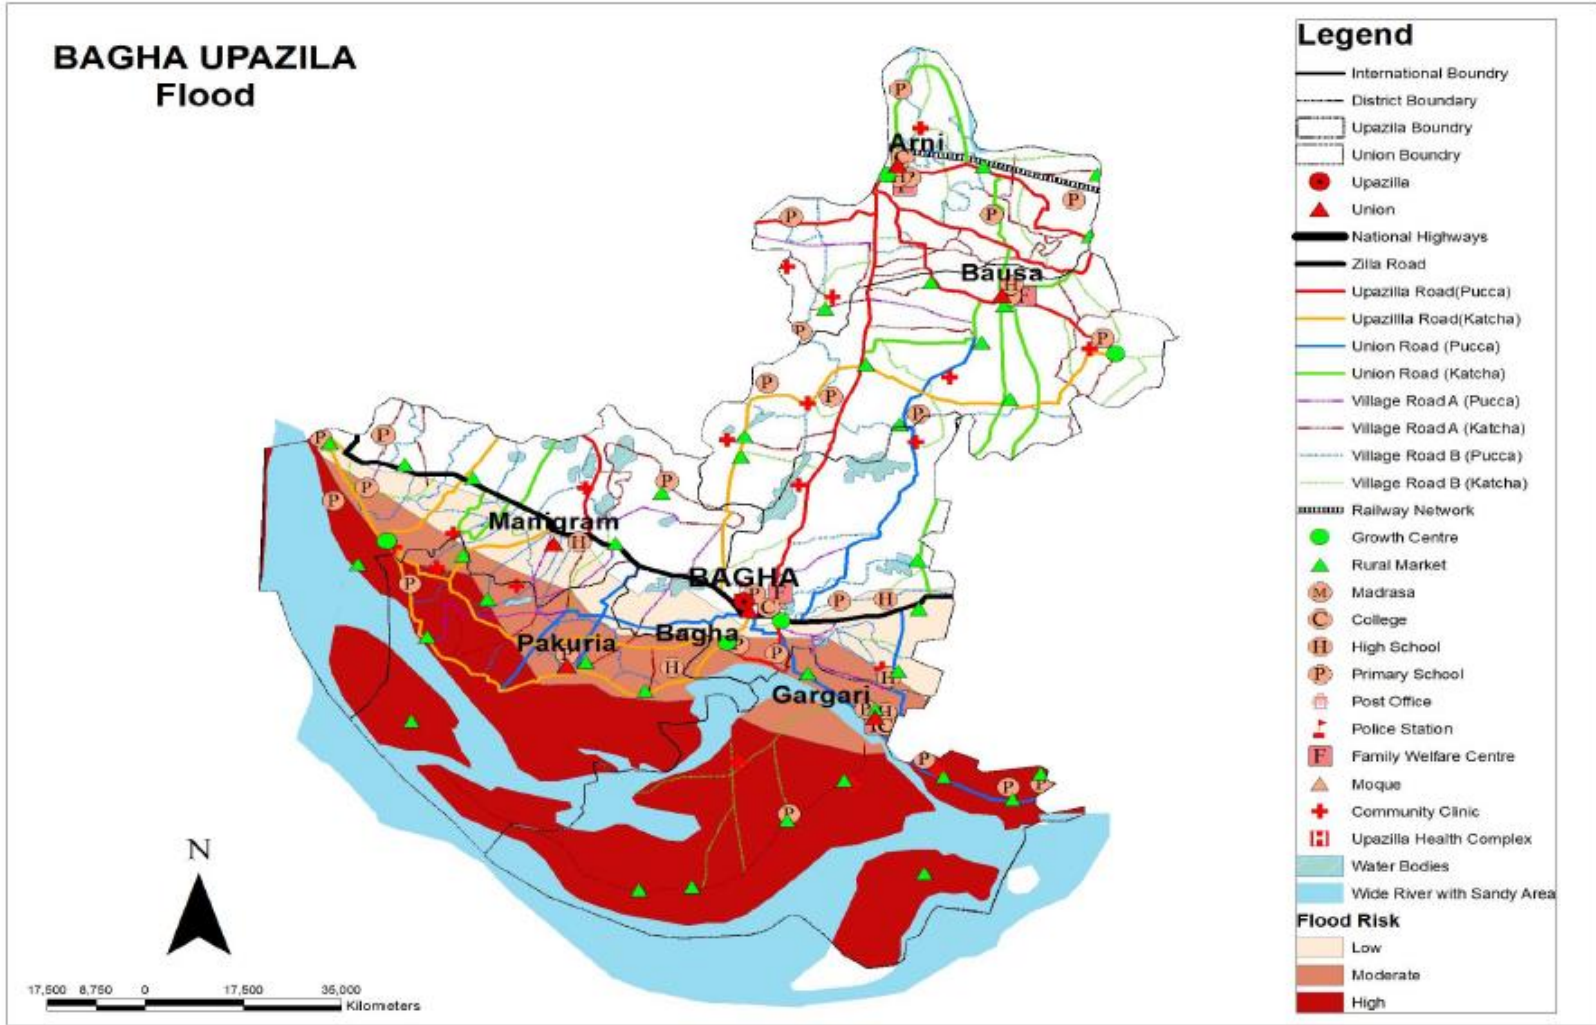 BAGHA UPAZILA
Flood
Arni
Bausa
Manigram
BAGHA
Bagha
Pakuria
Gargari
N
17,500 8,750 0 17,500 35,000
Kilometers
Legend
International Boundry
District Boundary
Upazila Boundry
Union Boundry
Upazilla
Union
National Highways
Zilla Road
Upazilla Road(Pucca)
Upazillla Road(Katcha)
Union Road (Pucca)
Union Road (Katcha)
Village Road A (Pucca)
Village Road A (Katcha)
Village Road B (Pucca)
Village Road B (Katcha)
Railway Network
Growth Centre
Rural Market
M Madrasa
C College
H High School
P Primary School
Post Office
Police Station
F Family Welfare Centre
Moque
Community Clinic
H Upazilla Health Complex
Water Bodies
Wide River with Sandy Area
Flood Risk
Low
Moderate
High